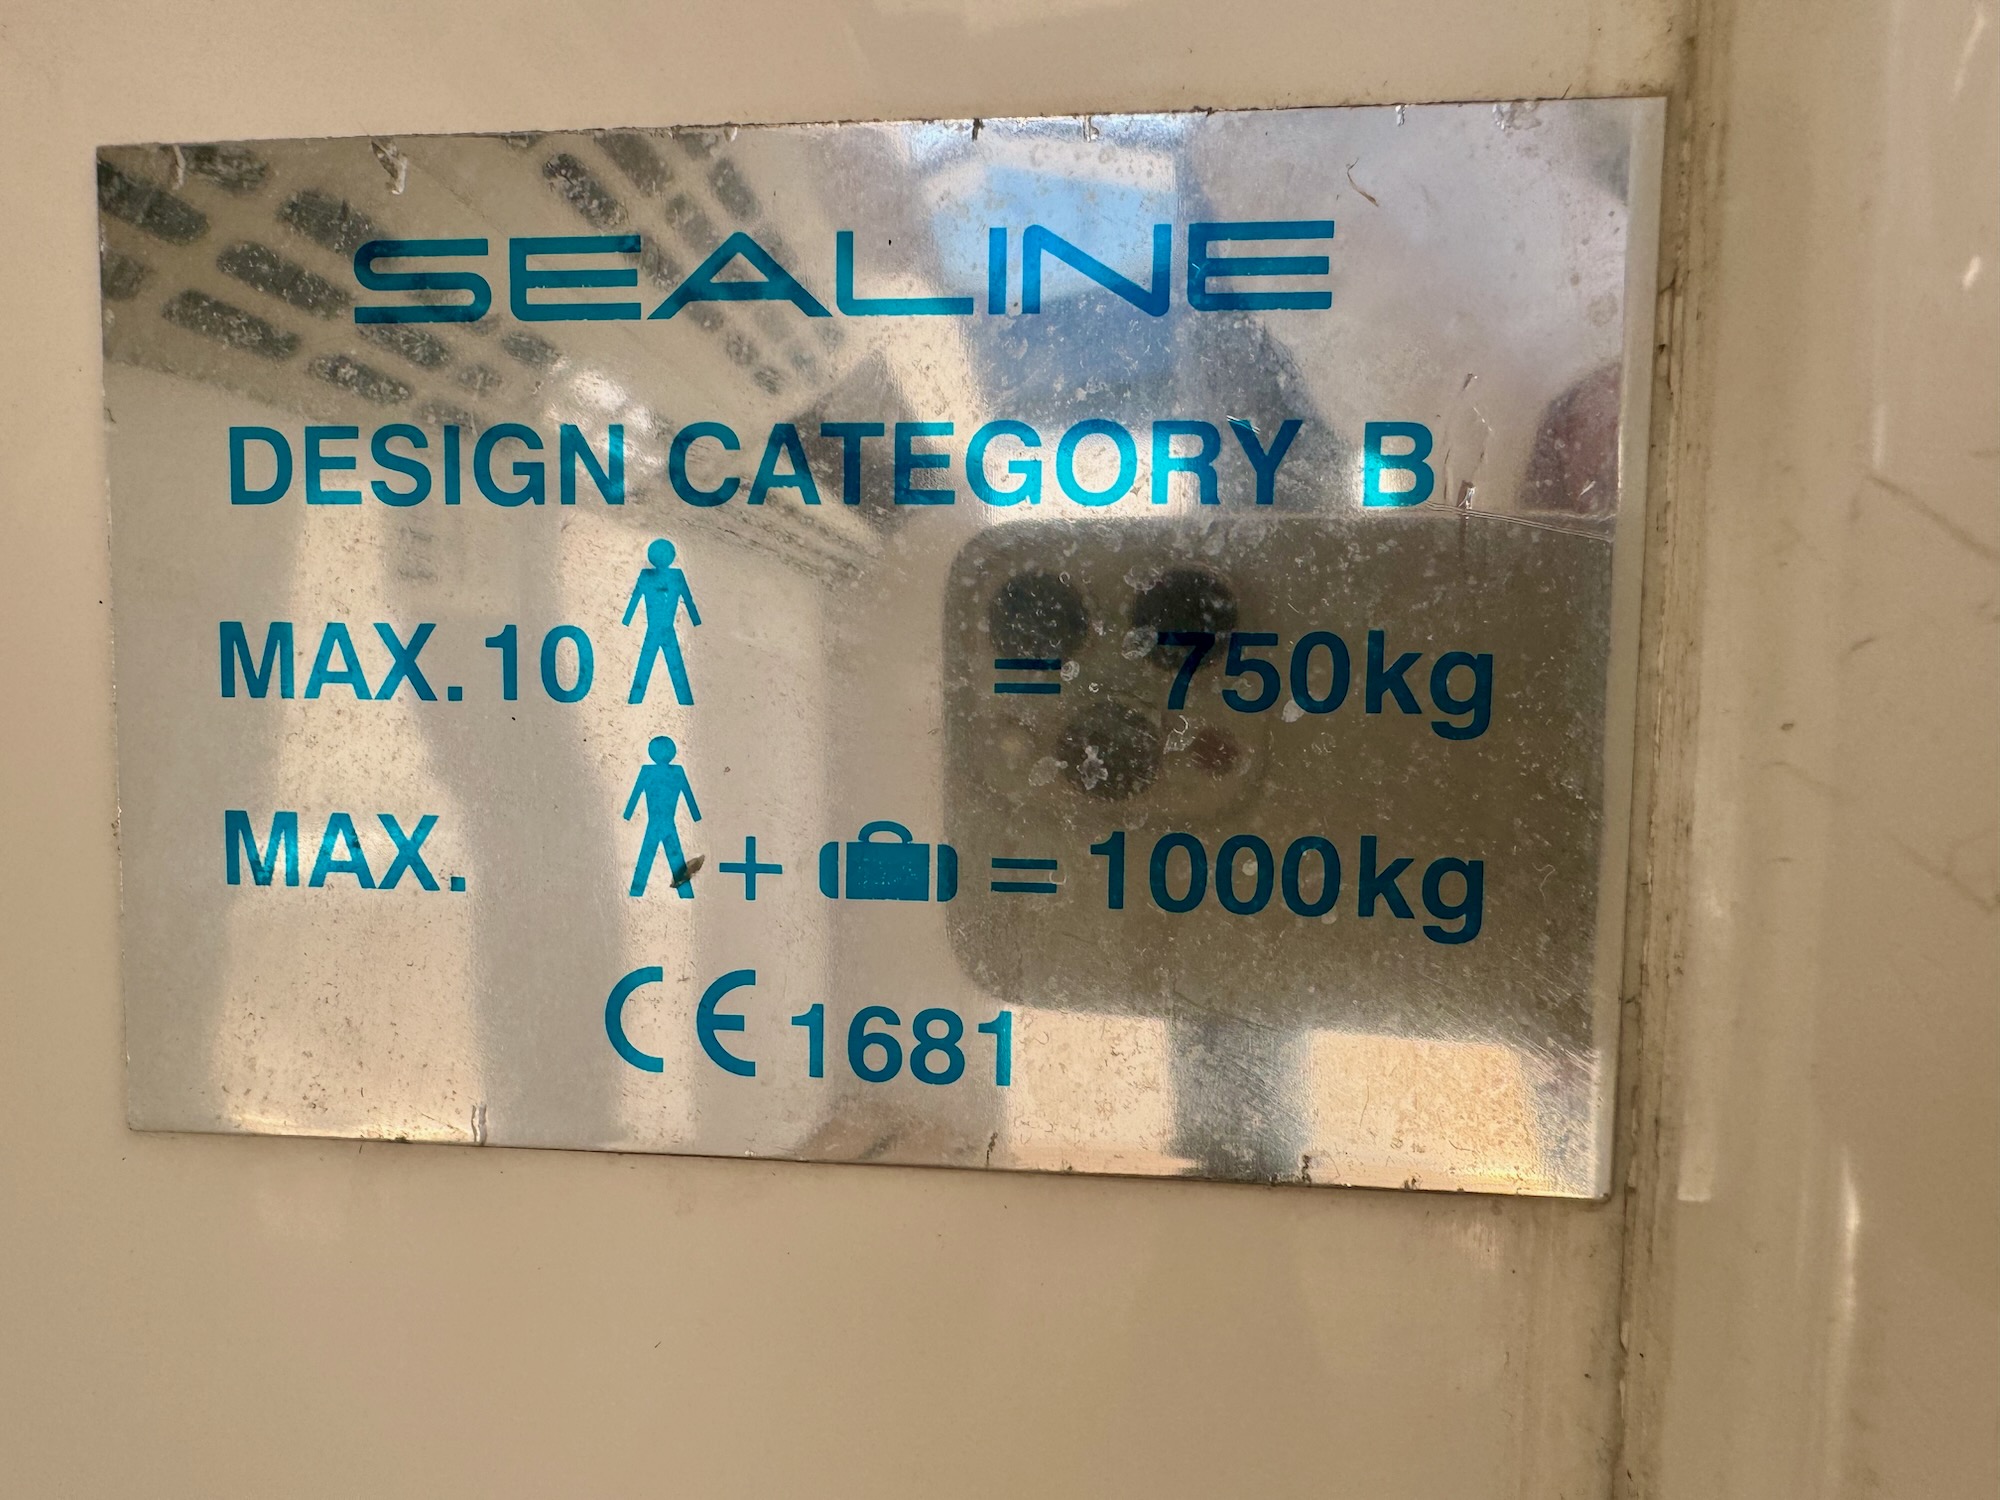 SEALINE
DESIGN CATEGORY B
MAX. 10 = 750kg
MAX. + = 1000kg
CE 1681